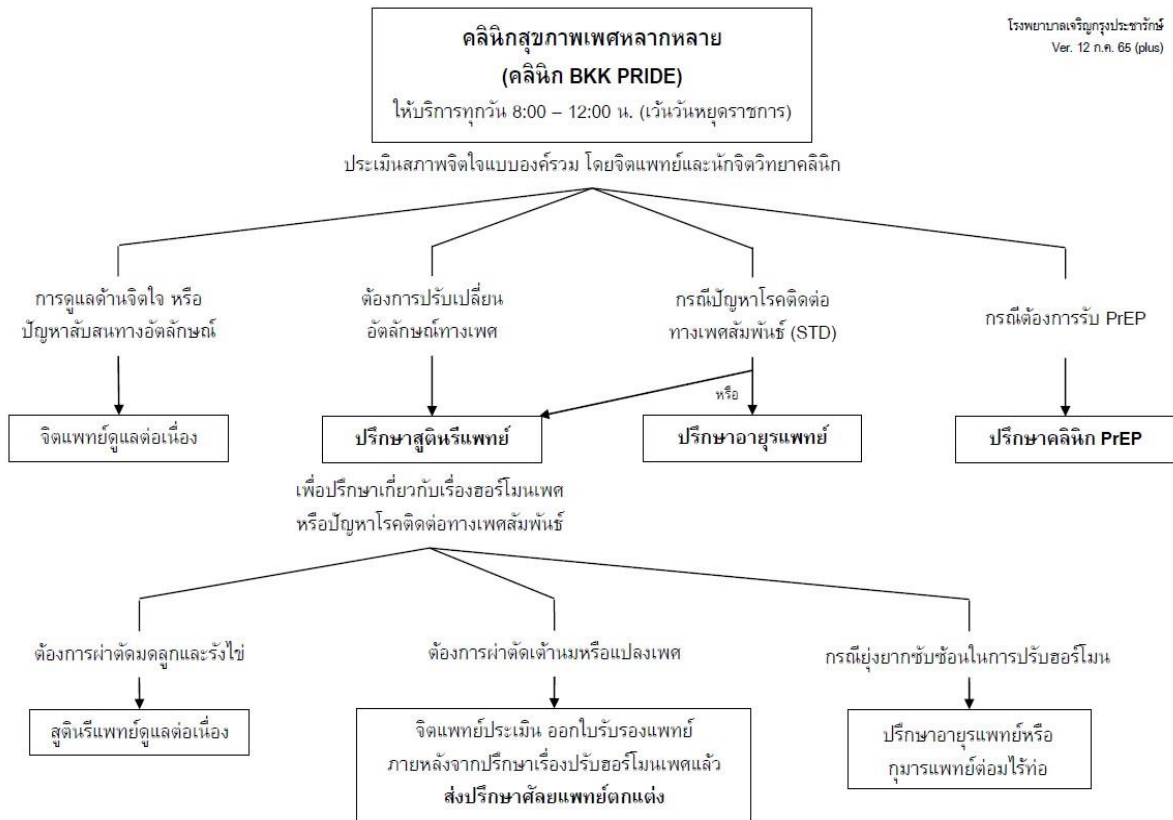 โรงพยาบาลเจริญกรุงประชารักษ์
Ver. 12 ก.ค. 65 (plus)
คลินิกสุขภาพเพศหลากหลาย
(คลินิก BKK PRIDE)
ให้บริการทุกวัน 8:00 – 12:00 น. (เว้นวันหยุดราชการ)
ประเมินสภาพจิตใจแบบองค์รวม โดยจิตแพทย์และนักจิตวิทยาคลินิก
การดูแลด้านจิตใจ หรือ
ปัญหาสับสนทางอัตลักษณ์
ต้องการปรับเปลี่ยน
อัตลักษณ์ทางเพศ
กรณีปัญหาโรคติดต่อ
ทางเพศสัมพันธ์ (STD)
กรณีต้องการรับ PrEP
หรือ
จิตแพทย์ดูแลต่อเนื่อง
ปรึกษาสูตินรีแพทย์
ปรึกษาอายุรแพทย์
ปรึกษาคลินิก PrEP
เพื่อปรึกษาเกี่ยวกับเรื่องฮอร์โมนเพศ
หรือปัญหาโรคติดต่อทางเพศสัมพันธ์
ต้องการผ่าตัดมดลูกและรังไข่
ต้องการผ่าตัดเต้านมหรือแปลงเพศ
กรณียุ่งยากซับซ้อนในการปรับฮอร์โมน
สูตินรีแพทย์ดูแลต่อเนื่อง
จิตแพทย์ประเมิน ออกใบรับรองแพทย์
ภายหลังจากปรึกษาเรื่องปรับฮอร์โมนเพศแล้ว
ส่งปรึกษาศัลยแพทย์ตกแต่ง
ปรึกษาอายุรแพทย์หรือ
กุมารแพทย์ต่อมไร้ท่อ